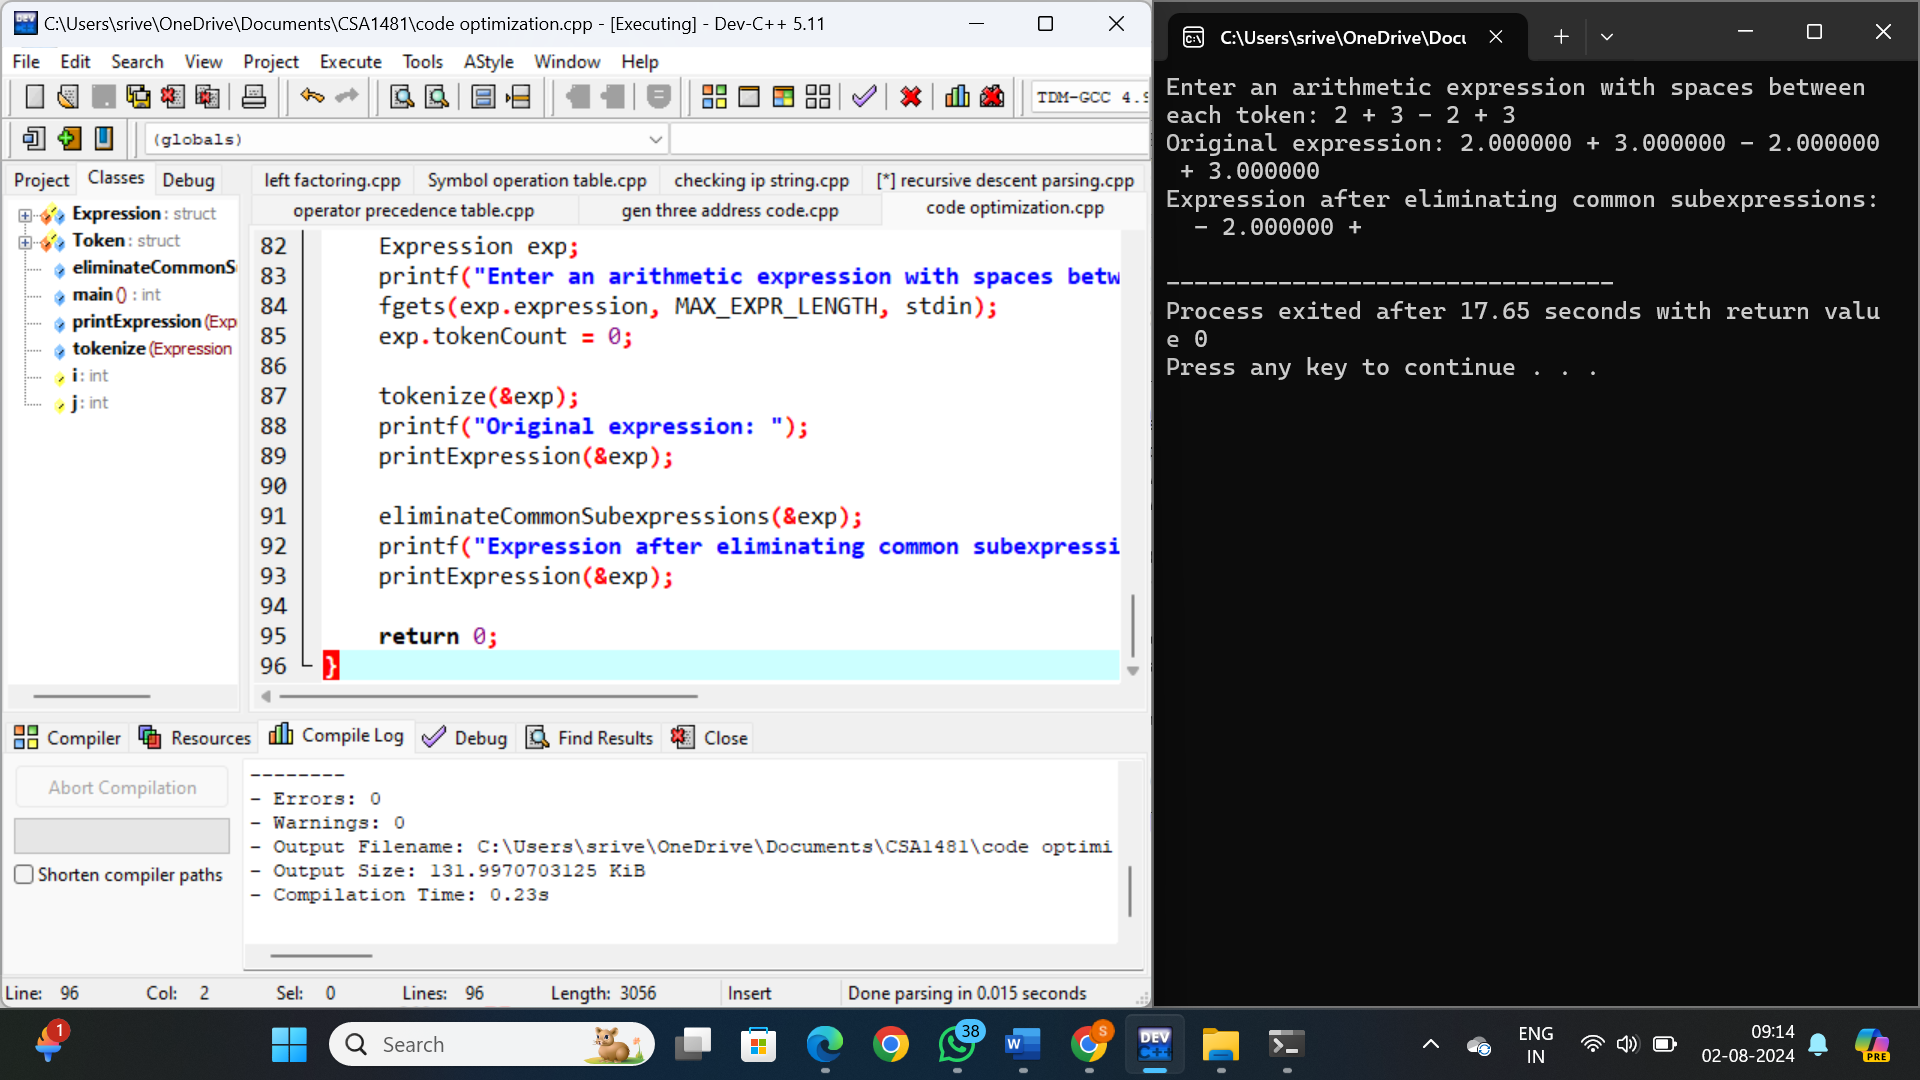 C:\Users\srive\OneDrive\Documents\CSA1481\code optimization.cpp - [Executing] - Dev-C++ 5.11
File Edit Search View Project Execute Tools AStyle Window Help
TDM-GCC 4.9
(globals)
Project Classes Debug
Expression : struct
Token : struct
eliminateCommonS
main () : int
printExpression (Exp
tokenize (Expression
i : int
j : int
left factoring.cpp Symbol operation table.cpp checking ip string.cpp [*] recursive descent parsing.cpp
operator precedence table.cpp gen three address code.cpp code optimization.cpp
82 Expression exp;
83 printf("Enter an arithmetic expression with spaces betw
84 fgets(exp.expression, MAX_EXPR_LENGTH, stdin);
85 exp.tokenCount = 0;
86
87 tokenize(&exp);
88 printf("Original expression: ");
89 printExpression(&exp);
90
91 eliminateCommonSubexpressions(&exp);
92 printf("Expression after eliminating common subexpressi
93 printExpression(&exp);
94
95 return 0;
96 }
Compiler Resources Compile Log Debug Find Results Close
Abort Compilation
Shorten compiler paths
--------
- Errors: 0
- Warnings: 0
- Output Filename: C:\Users\srive\OneDrive\Documents\CSA1481\code optimi
- Output Size: 131.9970703125 KiB
- Compilation Time: 0.23s
Line: 96 Col: 2 Sel: 0 Lines: 96 Length: 3056 Insert Done parsing in 0.015 seconds
C:\Users\srive\OneDrive\Docu
Enter an arithmetic expression with spaces between
each token: 2 + 3 - 2 + 3
Original expression: 2.000000 + 3.000000 - 2.000000
+ 3.000000
Expression after eliminating common subexpressions:
- 2.000000 +
--------------------------------
Process exited after 17.65 seconds with return valu
e 0
Press any key to continue . . .
1
Search
38
W
S
DEV C++
ENG
IN
09:14
02-08-2024
PRE